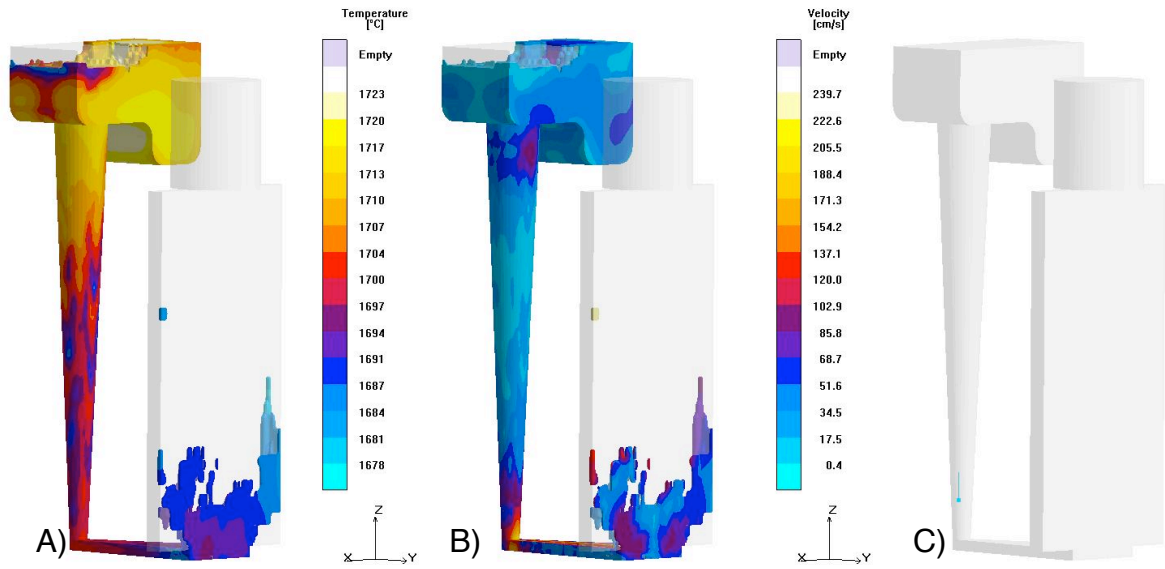 Temperature
[°C]
Empty
1723
1720
1717
1713
1710
1707
1704
1700
1697
1694
1691
1687
1684
1681
1678
Velocity
[cm/s]
Empty
239.7
222.6
205.5
188.4
171.3
154.2
137.1
120.0
102.9
85.8
68.7
51.6
34.5
17.5
0.4
A)
Z
X
Y
B)
Z
X
Y
C)